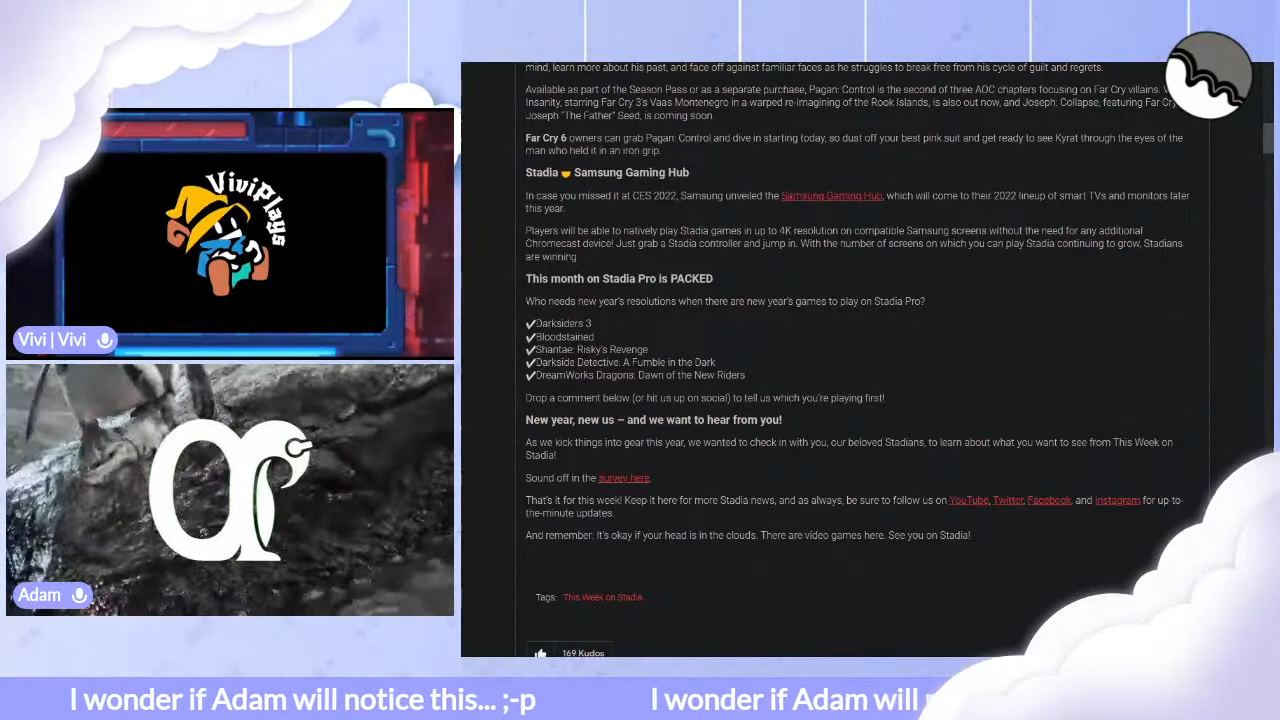 ViviPlays
Vivi | Vivi
Adam
mind, learn more about his past, and face off against familiar faces as he struggles to break free from his cycle of guilt and regrets.
Available as part of the Season Pass or as a separate purchase, Pagan: Control is the second of three AOC chapters focusing on Far Cry villains.
Insanity, starring Far Cry 3's Vaas Montenegro in a warped re-imagining of the Rook Islands, is also out now, and Joseph: Collapse, featuring Far Cry
Joseph "The Father" Seed, is coming soon.
Far Cry 6 owners can grab Pagan: Control and dive in starting today, so dust off your best pink suit and get ready to see Kyrat through the eyes of the
man who held it in an iron grip.
Stadia 🤝 Samsung Gaming Hub
In case you missed it at CES 2022, Samsung unveiled the Samsung Gaming Hub, which will come to their 2022 lineup of smart TVs and monitors later
this year.
Players will be able to natively play Stadia games in up to 4K resolution on compatible Samsung screens without the need for any additional
Chromecast device! Just grab a Stadia controller and jump in. With the number of screens on which you can play Stadia continuing to grow, Stadians
are winning
This month on Stadia Pro is PACKED
Who needs new year's resolutions when there are new year's games to play on Stadia Pro?
✔Darksiders 3
✔Bloodstained
✔Shantae: Risky's Revenge
✔Darkside Detective: A Fumble in the Dark
✔DreamWorks Dragons: Dawn of the New Riders
Drop a comment below (or hit us up on social) to tell us which you're playing first!
New year, new us – and we want to hear from you!
As we kick things into gear this year, we wanted to check in with you, our beloved Stadians, to learn about what you want to see from This Week on
Stadia!
Sound off in the survey here.
That's it for this week! Keep it here for more Stadia news, and as always, be sure to follow us on YouTube, Twitter, Facebook, and Instagram for up-to-
the-minute updates.
And remember: It's okay if your head is in the clouds. There are video games here. See you on Stadia!
Tags: This Week on Stadia
169 Kudos
I wonder if Adam will notice this... ;-p I wonder if Adam will